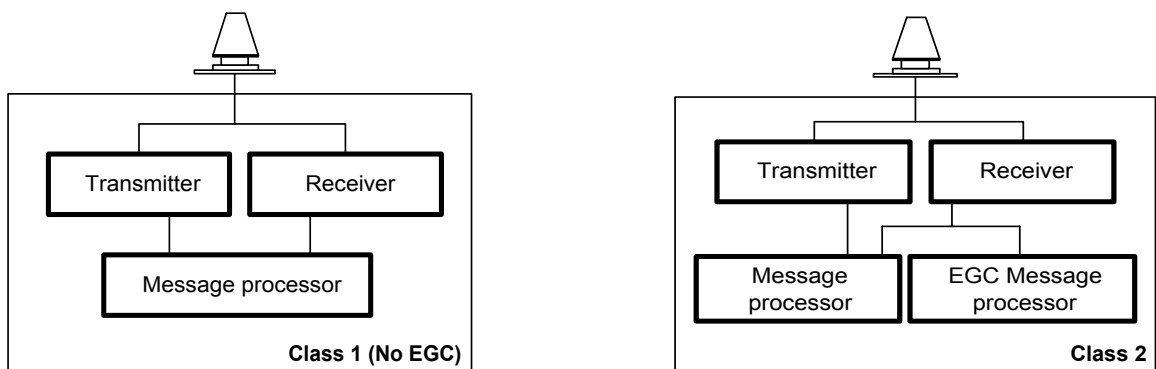 Transmitter
Receiver
Message processor
Class 1 (No EGC)
Transmitter
Receiver
Message
processor
EGC Message
processor
Class 2